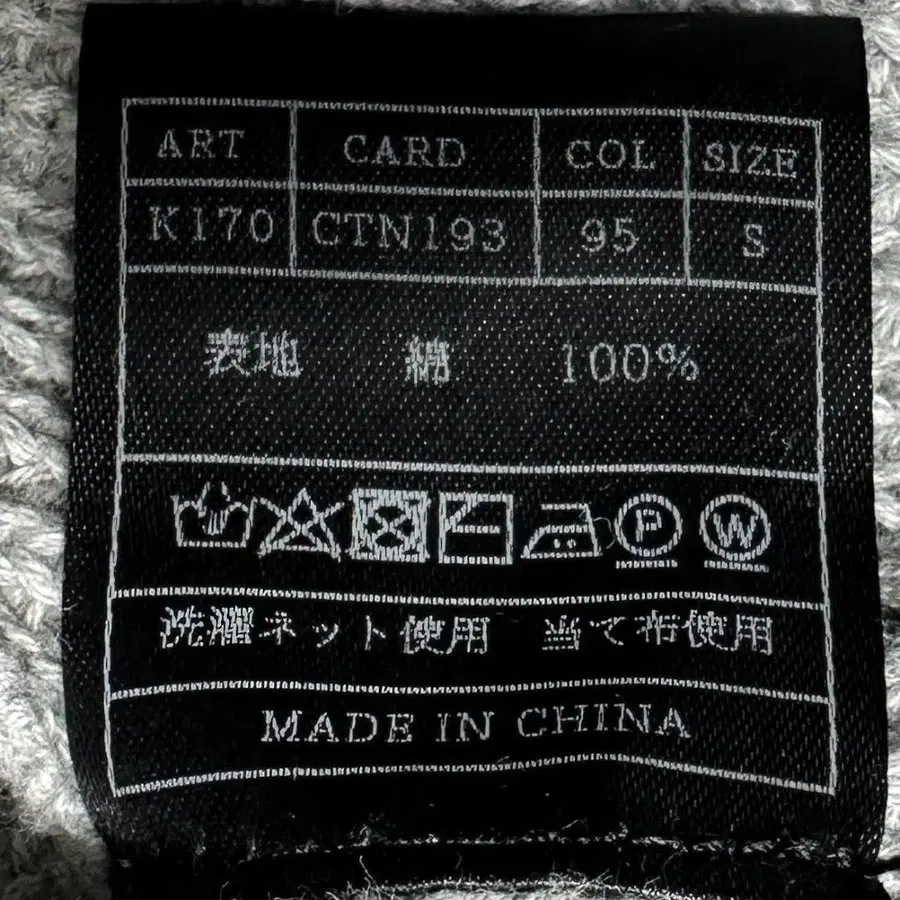 ART CARD COL SIZE
K170 CTN193 95 S
表地 綿 100%
P W
洗濯ネット使用 当て布使用
MADE IN CHINA